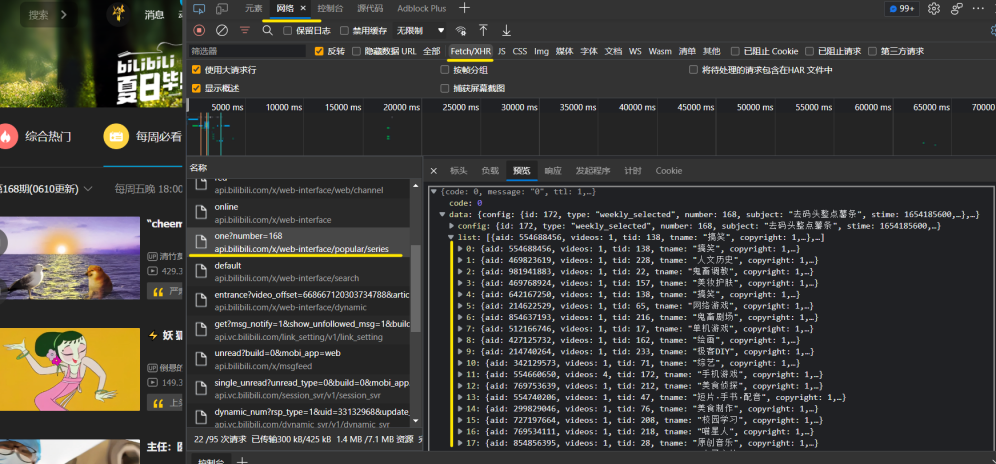 搜索
消息
bilibili
夏日毕
综合热门
每周必看
168期(0610更新)
每周五晚 18:00
"cheem
UP 清竹
429.3
妖 猫
149.3
主任:
元素 网络 控制台 源代码 Adblock Plus
99+
保留日志 禁用缓存 无限制
筛选器 反转 隐藏数据 URL 全部 Fetch/XHR JS CSS Img 媒体 字体 文档 WS Wasm 清单 其他 已阻止 Cookie 已阻止请求 第三方请求
使用大请求行 按帧分组 将待处理的请求包含在HAR 文件中
显示概述 捕获屏幕截图
5000 ms 10000 ms 15000 ms 20000 ms 25000 ms 30000 ms 35000 ms 40000 ms 45000 ms 50000 ms 55000 ms 60000 ms 65000 ms 70000
名称
api.bilibili.com/x/web-interface/web/channel
online
api.bilibili.com/x/web-interface
one?number=168
api.bilibili.com/x/web-interface/popular/series
default
api.bilibili.com/x/web-interface/search
entrance?video_offset=668667120303734788&artic
api.bilibili.com/x/web-interface/dynamic
get?msg_notify=1&show_unfollowed_msg=1&build
api.vc.bilibili.com/link_setting/v1/link_setting
unread?build=0&mobi_app=web
api.bilibili.com/x/msgfeed
single_unread?unread_type=0&build=0&mobi_app
api.vc.bilibili.com/session_svr/v1/session_svr
dynamic_num?rsp_type=1&uid=33132968&update_
api.vc.bilibili.com/dynamic_svr/v1/dynamic_svr
22 /95 次请求 已传输300 kB/425 kB 1.4 MB /7.1 MB 资源
控制台
标头 负载 预览 响应 发起程序 计时 Cookie
{code: 0, message: "0", ttl: 1,…}
code: 0
data: {config: {id: 172, type: "weekly_selected", number: 168, subject: "去码头整点薯条", stime: 1654185600,…},…}
config: {id: 172, type: "weekly_selected", number: 168, subject: "去码头整点薯条", stime: 1654185600,…}
list: [{aid: 554688456, videos: 1, tid: 138, tname: "搞笑", copyright: 1,…},…]
0: {aid: 554688456, videos: 1, tid: 138, tname: "搞笑", copyright: 1,…}
1: {aid: 469823619, videos: 1, tid: 228, tname: "人文历史", copyright: 1,…}
2: {aid: 981941883, videos: 1, tid: 22, tname: "鬼畜调教", copyright: 1,…}
3: {aid: 469768924, videos: 1, tid: 157, tname: "美妆护肤", copyright: 1,…}
4: {aid: 642167250, videos: 1, tid: 138, tname: "搞笑", copyright: 1,…}
5: {aid: 214622529, videos: 1, tid: 65, tname: "网络游戏", copyright: 1,…}
6: {aid: 854637193, videos: 1, tid: 216, tname: "鬼畜剧场", copyright: 1,…}
7: {aid: 512166746, videos: 1, tid: 17, tname: "单机游戏", copyright: 1,…}
8: {aid: 427125732, videos: 1, tid: 162, tname: "绘画", copyright: 1,…}
9: {aid: 214740264, videos: 1, tid: 233, tname: "极客DIY", copyright: 1,…}
10: {aid: 342129573, videos: 1, tid: 71, tname: "综艺", copyright: 1,…}
11: {aid: 554660650, videos: 4, tid: 172, tname: "手机游戏", copyright: 1,…}
12: {aid: 769753639, videos: 1, tid: 212, tname: "美食侦探", copyright: 1,…}
13: {aid: 554740206, videos: 1, tid: 47, tname: "短片·手书·配音", copyright: 1,…}
14: {aid: 299829046, videos: 1, tid: 76, tname: "美食制作", copyright: 1,…}
15: {aid: 727197664, videos: 1, tid: 208, tname: "校园学习", copyright: 1,…}
16: {aid: 769534111, videos: 4, tid: 218, tname: "喵星人", copyright: 1,…}
17: {aid: 854856395, videos: 1, tid: 28, tname: "原创音乐", copyright: 1,…}